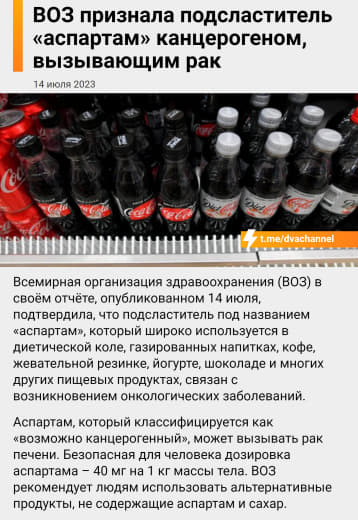 ВОЗ признала подсластитель
«аспартам» канцерогеном,
вызывающим рак
14 июля 2023
t.me/dvachannel
Всемирная организация здравоохранения (ВОЗ) в
своём отчёте, опубликованном 14 июля,
подтвердила, что подсластитель под названием
«аспартам», который широко используется в
диетической коле, газированных напитках, кофе,
жевательной резинке, йогурте, шоколаде и многих
других пищевых продуктах, связан с
возникновением онкологических заболеваний.
Аспартам, который классифицируется как
«возможно канцерогенный», может вызывать рак
печени. Безопасная для человека дозировка
аспартама – 40 мг на 1 кг массы тела. ВОЗ
рекомендует людям использовать альтернативные
продукты, не содержащие аспартам и сахар.